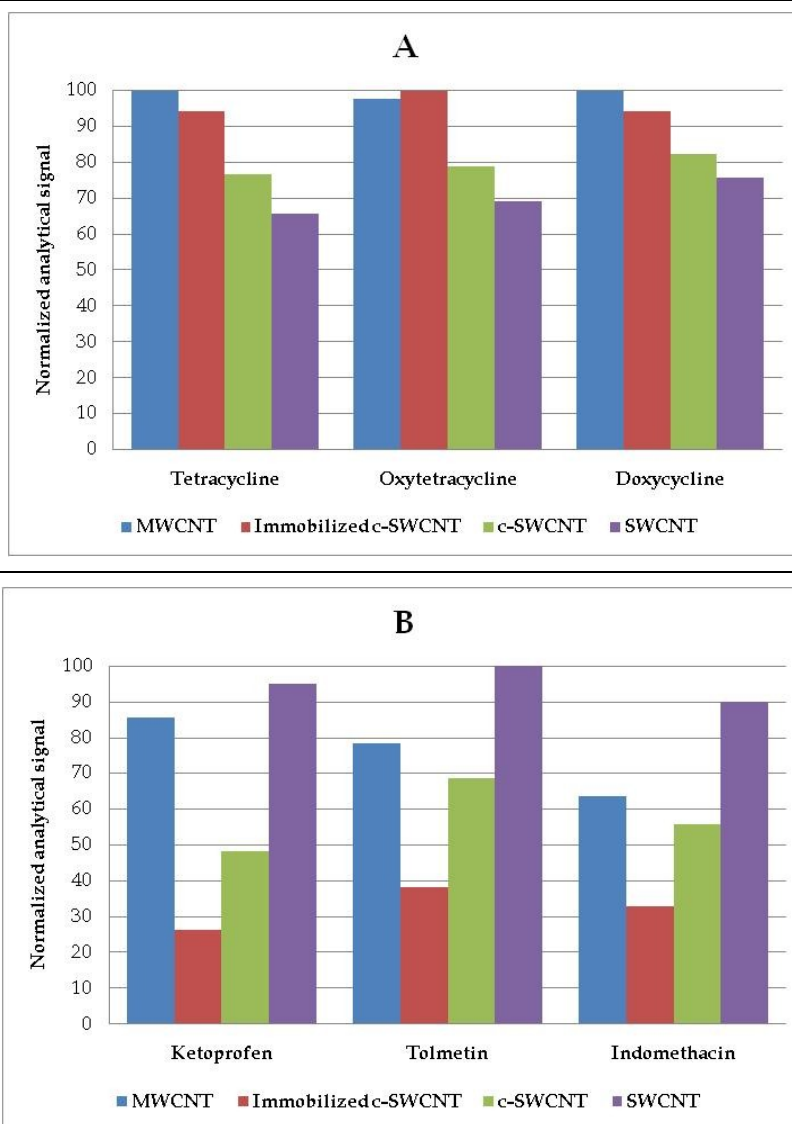 A
Normalized analytical signal
100
90
80
70
60
50
40
30
20
10
0
Tetracycline Oxytetracycline Doxycycline
MWCNT Immobilized c-SWCNT c-SWCNT SWCNT
B
Normalized analytical signal
100
90
80
70
60
50
40
30
20
10
0
Ketoprofen Tolmetin Indomethacin
MWCNT Immobilized c-SWCNT c-SWCNT SWCNT